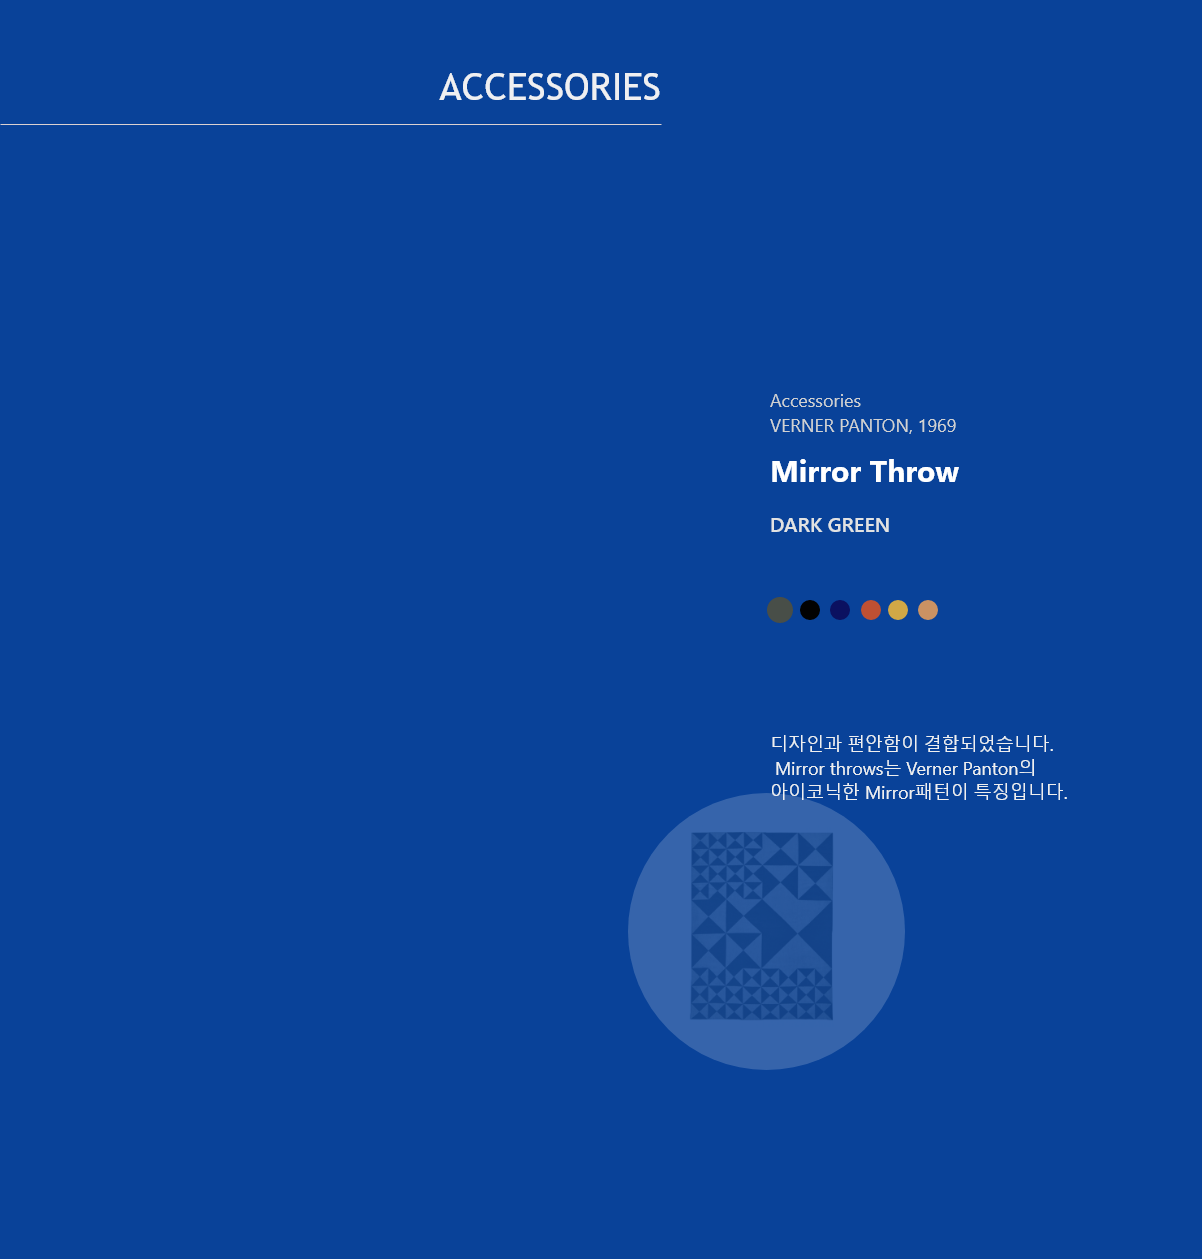 ACCESSORIES
Accessories
VERNER PANTON, 1969
Mirror Throw
DARK GREEN
디자인과 편안함이 결합되었습니다.
Mirror throws는 Verner Panton의
아이코닉한 Mirror패턴이 특징입니다.